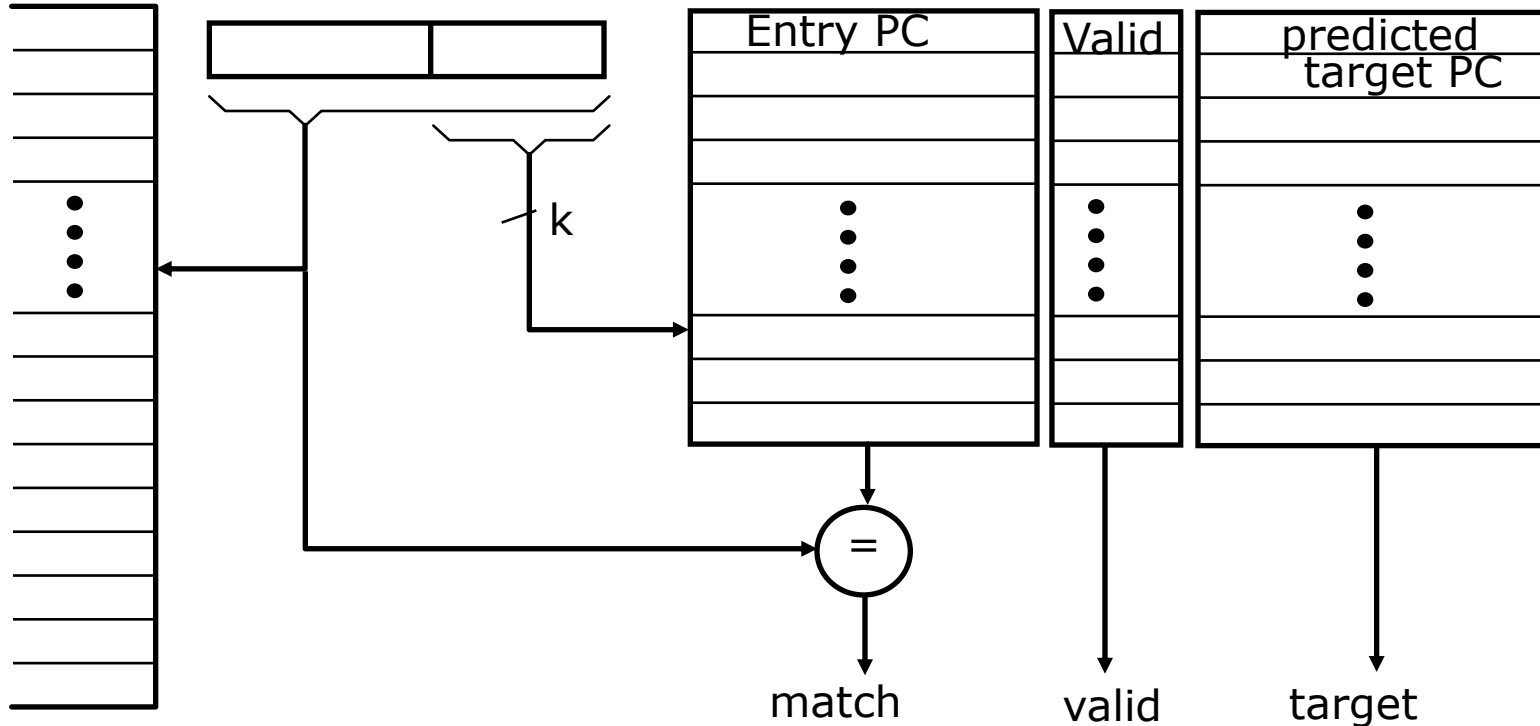 Entry PC
Valid
predicted
target PC
k
=
match
valid
target